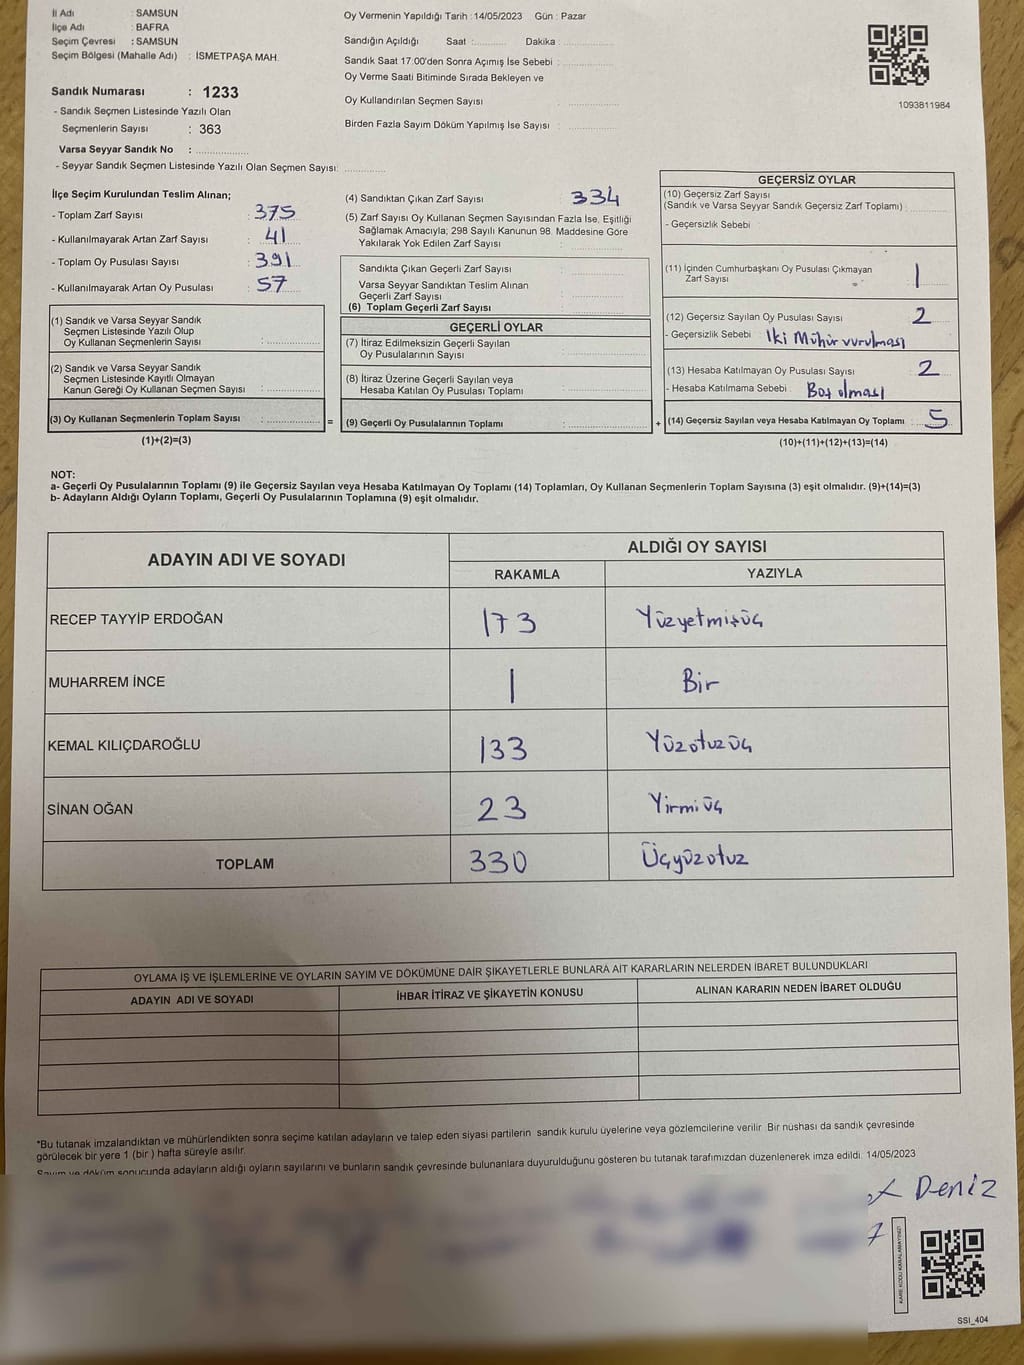 İl Adı : SAMSUN
İlçe Adı : BAFRA
Seçim Çevresi : SAMSUN
Seçim Bölgesi (Mahalle Adı) : İSMETPAŞA MAH.
Sandık Numarası : 1233
- Sandık Seçmen Listesinde Yazılı Olan
Seçmenlerin Sayısı : 363
Varsa Seyyar Sandık No :
- Seyyar Sandık Seçmen Listesinde Yazılı Olan Seçmen Sayısı:
Oy Vermenin Yapıldığı Tarih : 14/05/2023 Gün : Pazar
Sandığın Açıldığı Saat : Dakika :
Sandık Saat 17.00'den Sonra Açımış İse Sebebi :
Oy Verme Saati Bitiminde Sırada Bekleyen ve
Oy Kullandırılan Seçmen Sayısı :
Birden Fazla Sayım Döküm Yapılmış İse Sayısı :
1093811984
İlçe Seçim Kurulundan Teslim Alınan;
- Toplam Zarf Sayısı : 375
- Kullanılmayarak Artan Zarf Sayısı : 41
- Toplam Oy Pusulası Sayısı : 391
- Kullanılmayarak Artan Oy Pusulası : 57
(4) Sandıktan Çıkan Zarf Sayısı : 334
(5) Zarf Sayısı Oy Kullanan Seçmen Sayısından Fazla İse, Eşitliği
Sağlamak Amacıyla; 298 Sayılı Kanunun 98. Maddesine Göre
Yakılarak Yok Edilen Zarf Sayısı :
Sandıkta Çıkan Geçerli Zarf Sayısı :
Varsa Seyyar Sandıktan Teslim Alınan
Geçerli Zarf Sayısı :
(6) Toplam Geçerli Zarf Sayısı :
GEÇERSİZ OYLAR
(10) Geçersiz Zarf Sayısı
(Sandık ve Varsa Seyyar Sandık Geçersiz Zarf Toplamı) :
- Geçersizlik Sebebi :
(11) İçinden Cumhurbaşkanı Oy Pusulası Çıkmayan
Zarf Sayısı : 1
(12) Geçersiz Sayılan Oy Pusulası Sayısı : 2
- Geçersizlik Sebebi : İki Mühür vurulması
(13) Hesaba Katılmayan Oy Pusulası Sayısı : 2
- Hesaba Katılmama Sebebi : Boş olması
(14) Geçersiz Sayılan veya Hesaba Katılmayan Oy Toplamı : 5
(10)+(11)+(12)+(13)=(14)
(1) Sandık ve Varsa Seyyar Sandık
Seçmen Listesinde Yazılı Olup
Oy Kullanan Seçmenlerin Sayısı :
(2) Sandık ve Varsa Seyyar Sandık
Seçmen Listesinde Kayıtlı Olmayan
Kanun Gereği Oy Kullanan Seçmen Sayısı :
(3) Oy Kullanan Seçmenlerin Toplam Sayısı : =
(1)+(2)=(3)
GEÇERLİ OYLAR
(7) İtiraz Edilmeksizin Geçerli Sayılan
Oy Pusulalarının Sayısı :
(8) İtiraz Üzerine Geçerli Sayılan veya
Hesaba Katılan Oy Pusulası Toplamı :
(9) Geçerli Oy Pusulalarının Toplamı : +
NOT:
a- Geçerli Oy Pusulalarının Toplamı (9) ile Geçersiz Sayılan veya Hesaba Katılmayan Oy Toplamı (14) Toplamları, Oy Kullanan Seçmenlerin Toplam Sayısına (3) eşit olmalıdır. (9)+(14)=(3)
b- Adayların Aldığı Oyların Toplamı, Geçerli Oy Pusulalarının Toplamına (9) eşit olmalıdır.
ADAYIN ADI VE SOYADI ALDIĞI OY SAYISI
RAKAMLA YAZIYLA
RECEP TAYYİP ERDOĞAN 173 Yüzyetmişüç
MUHARREM İNCE 1 Bir
KEMAL KILIÇDAROĞLU 133 Yüzotuzüç
SİNAN OĞAN 23 Yirmiüç
TOPLAM 330 Üçyüzotuz
OYLAMA İŞ VE İŞLEMLERİNE VE OYLARIN SAYIM VE DÖKÜMÜNE DAİR ŞİKAYETLERLE BUNLARA AİT KARARLARIN NELERDEN İBARET BULUNDUKLARI
ADAYIN ADI VE SOYADI İHBAR İTİRAZ VE ŞİKAYETİN KONUSU ALINAN KARARIN NEDEN İBARET OLDUĞU
*Bu tutanak imzalandıktan ve mühürlendikten sonra seçime katılan adayların ve talep eden siyasi partilerin sandık kurulu üyelerine veya gözlemcilerine verilir. Bir nüshası da sandık çevresinde
görülecek bir yere 1 (bir) hafta süreyle asılır.
Sayım ve döküm sonucunda adayların aldığı oyların sayılarını ve bunların sandık çevresinde bulunanlara duyurulduğunu gösteren bu tutanak tarafımızdan düzenlenerek imza edildi. 14/05/2023
Deniz
7
KARE KODU KARALAMAYINIZ!
SSİ_404